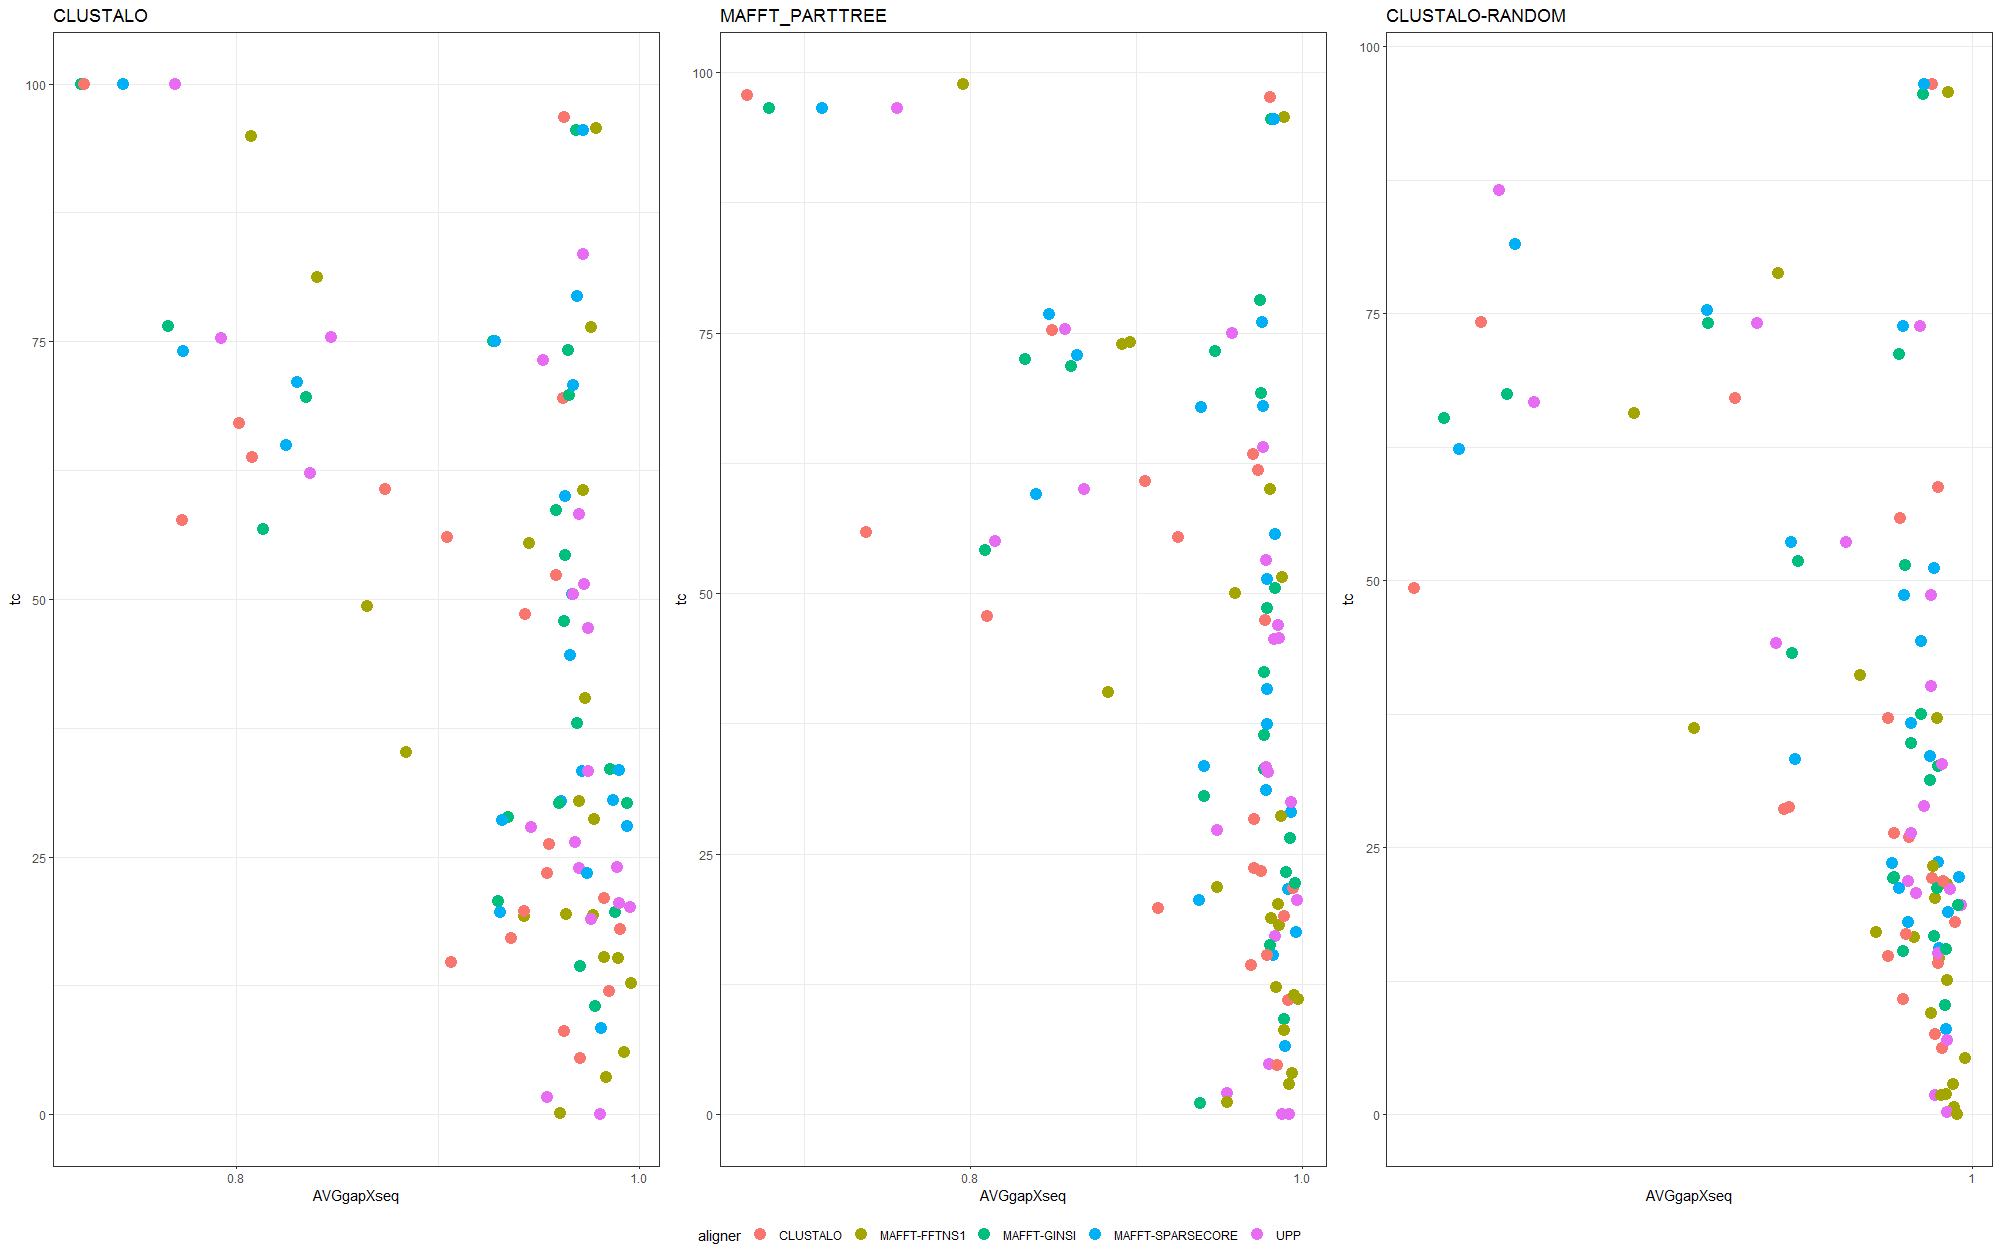 CLUSTALO
MAFFT_PARTTREE
CLUSTALO-RANDOM
tc
100
75
50
25
0
0.8
1.0
AVGgapXseq
tc
100
75
50
25
0
0.8
1.0
AVGgapXseq
tc
100
75
50
25
0
1
AVGgapXseq
aligner CLUSTALO MAFFT-FFTNS1 MAFFT-GINSI MAFFT-SPARSECORE UPP